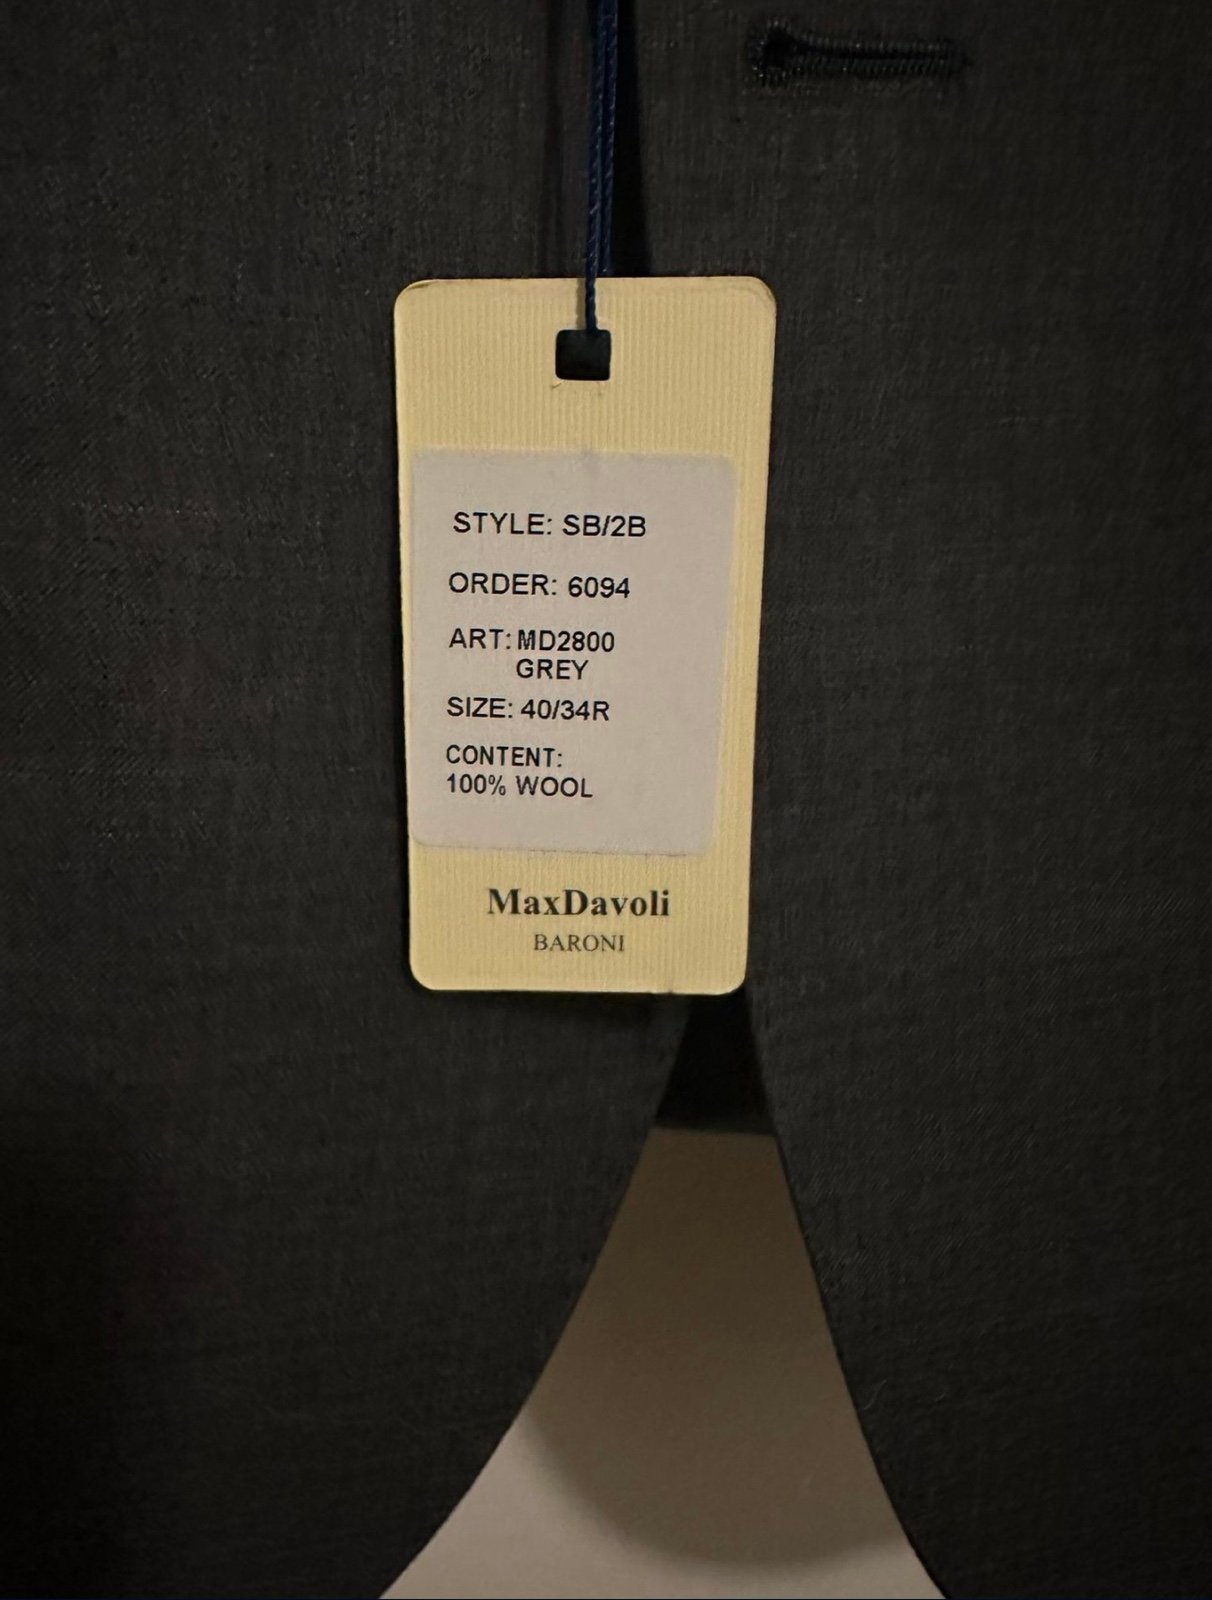 STYLE: SB/2B
ORDER: 6094
ART: MD2800
GREY
SIZE: 40/34R
CONTENT:
100% WOOL
MaxDavoli
BARONI